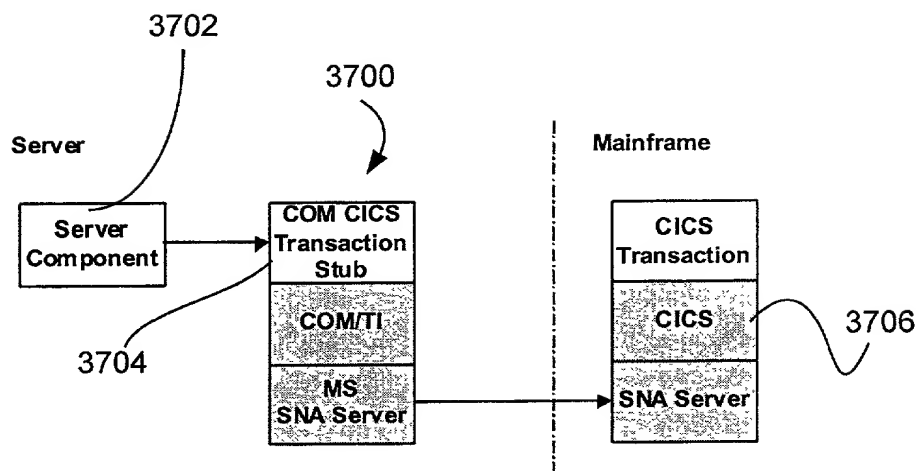 3702
3700
Server
Mainframe
Server
Component
COM CICS
Transaction
Stub
COM/TI
MS
SNA Server
3704
CICS
Transaction
CICS
SNA Server
3706